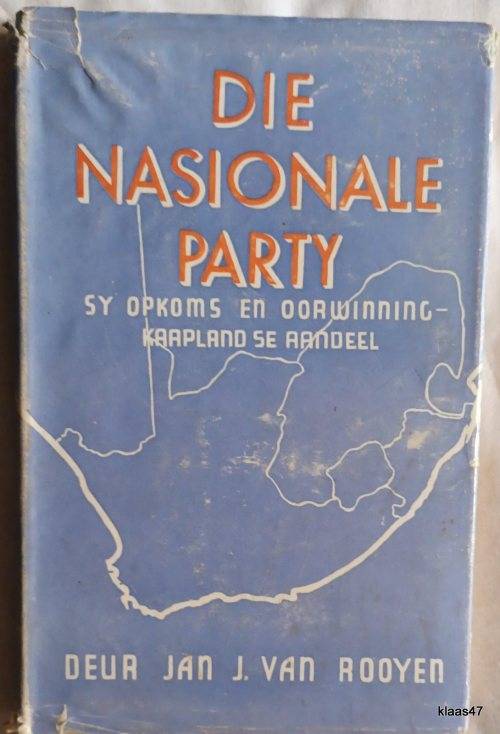 DIE
NASIONALE
PARTY
SY OPKOMS EN OORWINNING-
KAAPLAND SE AANDEEL
DEUR JAN J. VAN ROOYEN
klaas47